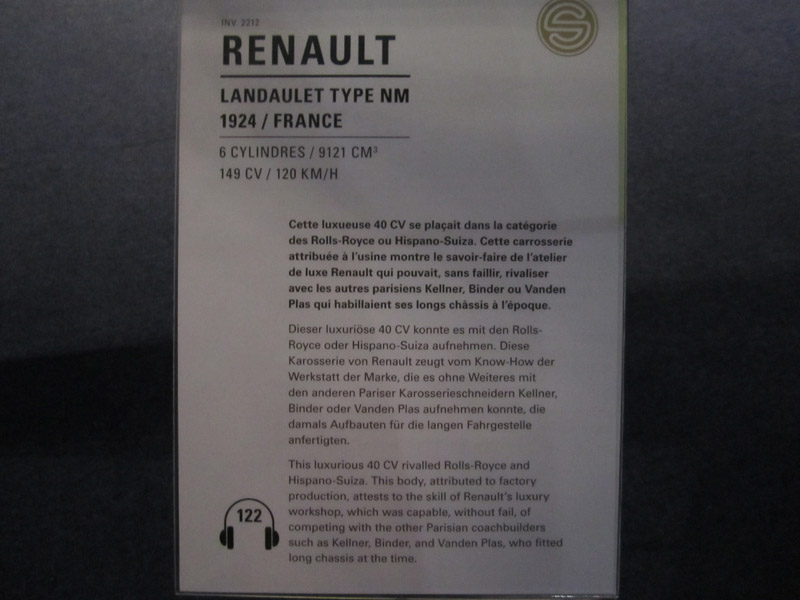 INV. 2212
RENAULT
LANDAULET TYPE NM
1924 / FRANCE
6 CYLINDRES / 9121 CM³
149 CV / 120 KM/H
Cette luxueuse 40 CV se plaçait dans la catégorie
des Rolls-Royce ou Hispano-Suiza. Cette carrosserie
attribuée à l'usine montre le savoir-faire de l'atelier
de luxe Renault qui pouvait, sans faillir, rivaliser
avec les autres parisiens Kellner, Binder ou Vanden
Plas qui habillaient ses longs châssis à l'époque.
Dieser luxuriöse 40 CV konnte es mit den Rolls-
Royce oder Hispano-Suiza aufnehmen. Diese
Karosserie von Renault zeugt vom Know-How der
Werkstatt der Marke, die es ohne Weiteres mit
den anderen Pariser Karosserieschneidern Kellner,
Binder oder Vanden Plas aufnehmen konnte, die
damals Aufbauten für die langen Fahrgestelle
anfertigten.
This luxurious 40 CV rivalled Rolls-Royce and
Hispano-Suiza. This body, attributed to factory
production, attests to the skill of Renault's luxury
workshop, which was capable, without fail, of
competing with the other Parisian coachbuilders
such as Kellner, Binder, and Vanden Plas, who fitted
long chassis at the time.
122